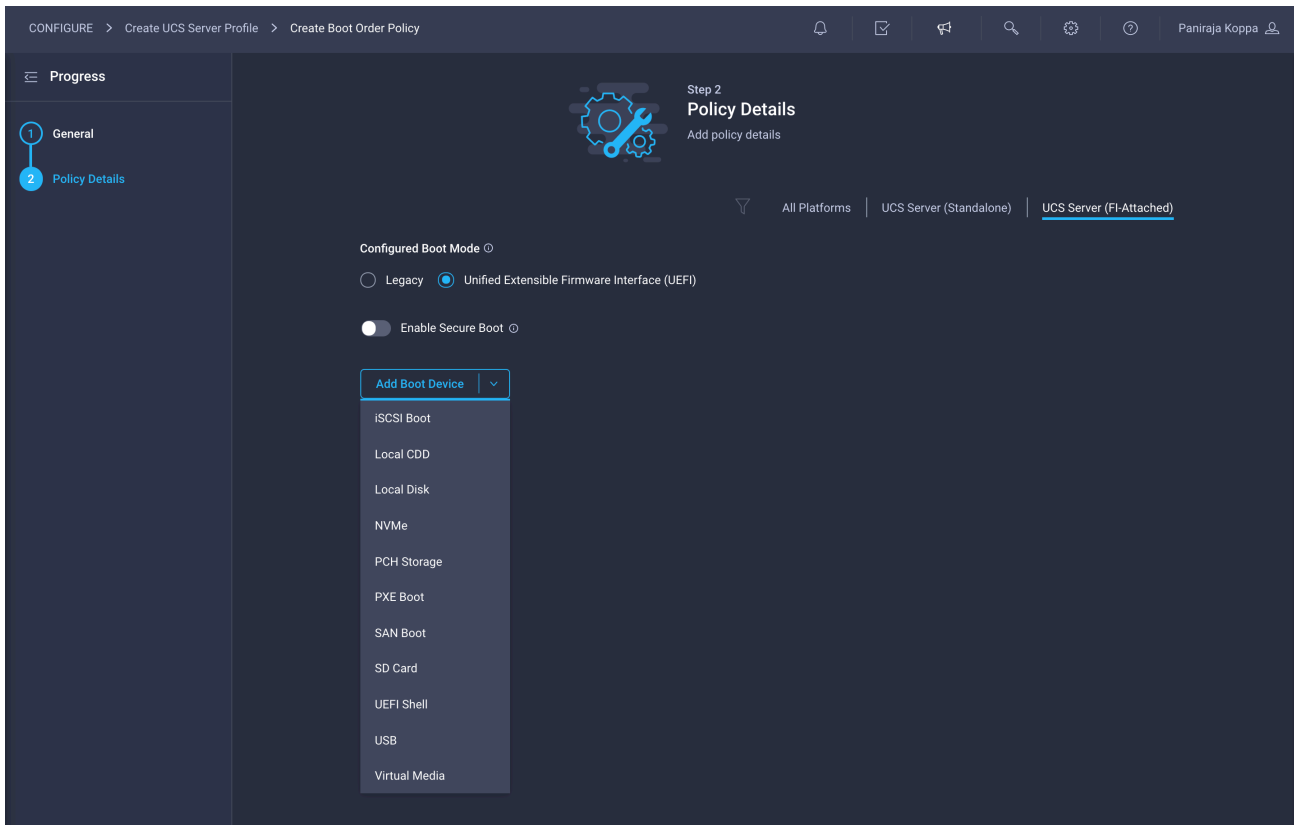 CONFIGURE > Create UCS Server Profile > Create Boot Order Policy
Paniraja Koppa
Progress
1 General
2 Policy Details
Step 2
Policy Details
Add policy details
All Platforms | UCS Server (Standalone) | UCS Server (FI-Attached)
Configured Boot Mode
Legacy Unified Extensible Firmware Interface (UEFI)
Enable Secure Boot
Add Boot Device
iSCSI Boot
Local CDD
Local Disk
NVMe
PCH Storage
PXE Boot
SAN Boot
SD Card
UEFI Shell
USB
Virtual Media